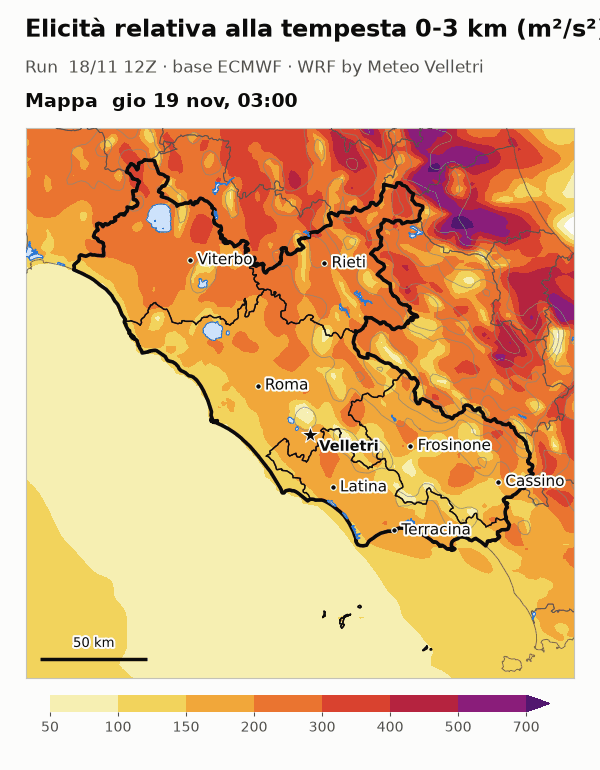 Elicità relativa alla tempesta 0-3 km (m²/s²)
Run 18/11 12Z · base ECMWF · WRF by Meteo Velletri
Mappa gio 19 nov, 03:00
Viterbo
Rieti
Roma
Velletri
Frosinone
Latina
Cassino
Terracina
50 km
50 100 150 200 300 400 500 700